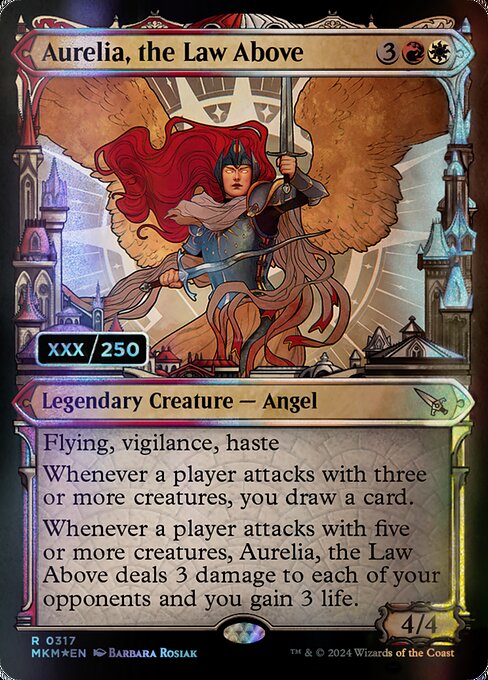 Aurelia, the Law Above 3
XXX/250
Legendary Creature — Angel
Flying, vigilance, haste
Whenever a player attacks with three
or more creatures, you draw a card.
Whenever a player attacks with five
or more creatures, Aurelia, the Law
Above deals 3 damage to each of your
opponents and you gain 3 life.
4/4
R 0317
MKM★EN Barbara Rosiak
™ & © 2024 Wizards of the Coast